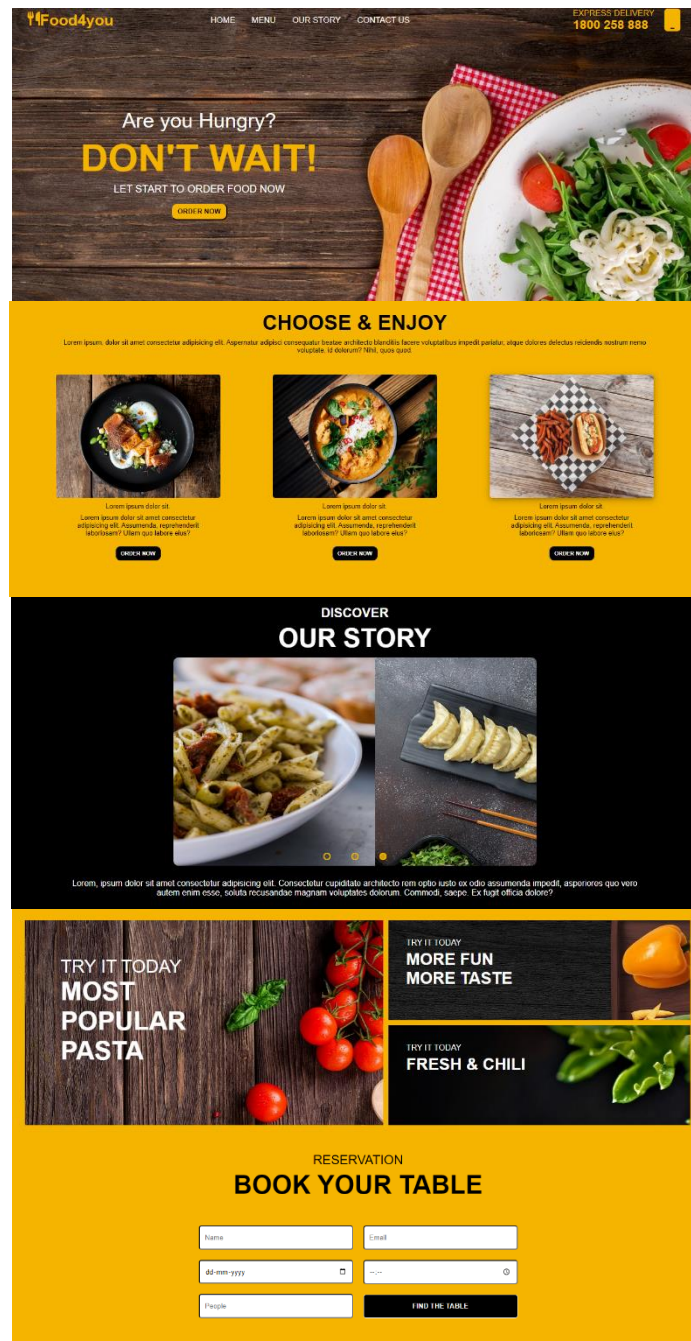 Food4you
HOME MENU OUR STORY CONTACT US
EXPRESS DELIVERY
1800 258 888
Are you Hungry?
DON'T WAIT!
LET START TO ORDER FOOD NOW
ORDER NOW
CHOOSE & ENJOY
Lorem ipsum, dolor sit amet consectetur adipisicing elit. Aspernatur adipisci consequatur beatae architecto blanditiis facere voluptatibus impedit pariatur, atque dolores delectus reiciendis nostrum nemo
voluptate, id dolorum? Nihil, quos quod.
Lorem ipsum dolor sit
Lorem ipsum dolor sit amet consectetur
adipisicing elit. Assumenda, reprehenderit
laboriosam? Ullam quo labore eius?
ORDER NOW
Lorem ipsum dolor sit
Lorem ipsum dolor sit amet consectetur
adipisicing elit. Assumenda, reprehenderit
laboriosam? Ullam quo labore eius?
ORDER NOW
Lorem ipsum dolor sit
Lorem ipsum dolor sit amet consectetur
adipisicing elit. Assumenda, reprehenderit
laboriosam? Ullam quo labore eius?
ORDER NOW
DISCOVER
OUR STORY
Lorem, ipsum dolor sit amet consectetur adipisicing elit. Consectetur cupiditate architecto rem optio iusto ex odio assumenda impedit, asperiores quo vero
autem enim esse, soluta recusandae magnam voluptates dolorum. Commodi, saepe. Ex fugit officia dolore?
TRY IT TODAY
MOST
POPULAR
PASTA
TRY IT TODAY
MORE FUN
MORE TASTE
TRY IT TODAY
FRESH & CHILI
RESERVATION
BOOK YOUR TABLE
Name
Email
dd-mm-yyyy
--:--
People
FIND THE TABLE